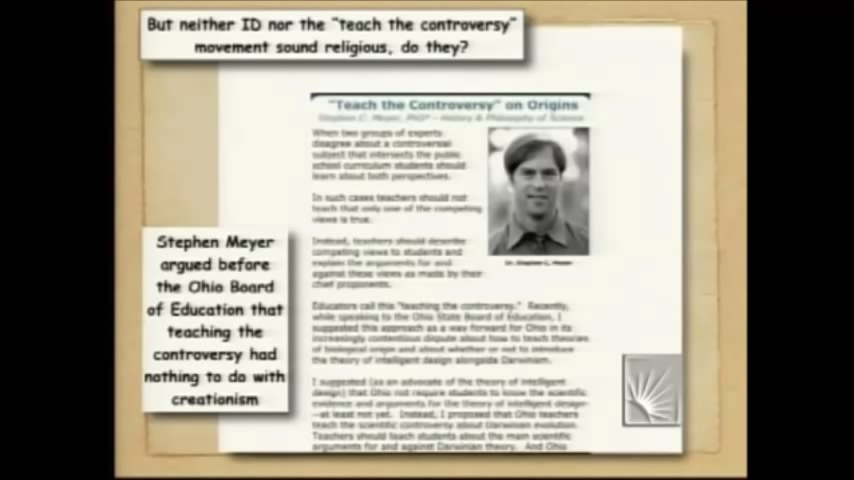 But neither ID nor the "teach the controversy"
movement sound religious, do they?
"Teach the Controversy" on Origins
Stephen C. Meyer, PhD* - History & Philosophy of Science
When two groups of experts
disagree about a controversial
subject that intersects the public
school curriculum students should
learn about both perspectives.
In such cases teachers should not
teach that only one of the competing
views is true.
Instead, teachers should describe
competing views to students and
explain the arguments for and
against these views as made by their
chief proponents.
Dr. Stephen C. Meyer
Educators call this "teaching the controversy." Recently,
while speaking to the Ohio State Board of Education, I
suggested this approach as a way forward for Ohio in its
increasingly contentious dispute about how to teach theories
of biological origin and about whether or not to introduce
the theory of intelligent design alongside Darwinism.
I suggested (as an advocate of the theory of intelligent
design) that Ohio not require students to know the scientific
evidence and arguments for the theory of intelligent design
--at least not yet. Instead, I proposed that Ohio teachers
teach the scientific controversy about Darwinian evolution.
Teachers should teach students about the main scientific
arguments for and against Darwinian theory. And Ohio
Stephen Meyer
argued before
the Ohio Board
of Education that
teaching the
controversy had
nothing to do with
creationism